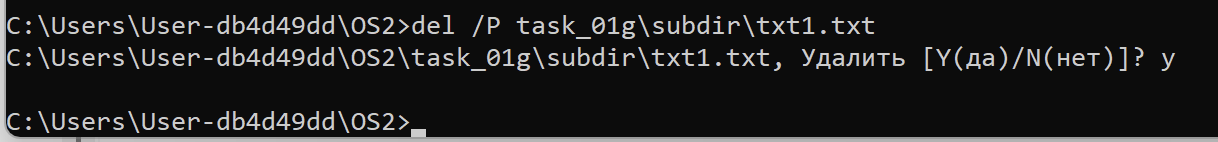 C:\Users\User-db4d49dd\OS2>del /P task_01g\subdir\txt1.txt
C:\Users\User-db4d49dd\OS2\task_01g\subdir\txt1.txt, Удалить [Y(да)/N(нет)]? y
C:\Users\User-db4d49dd\OS2>